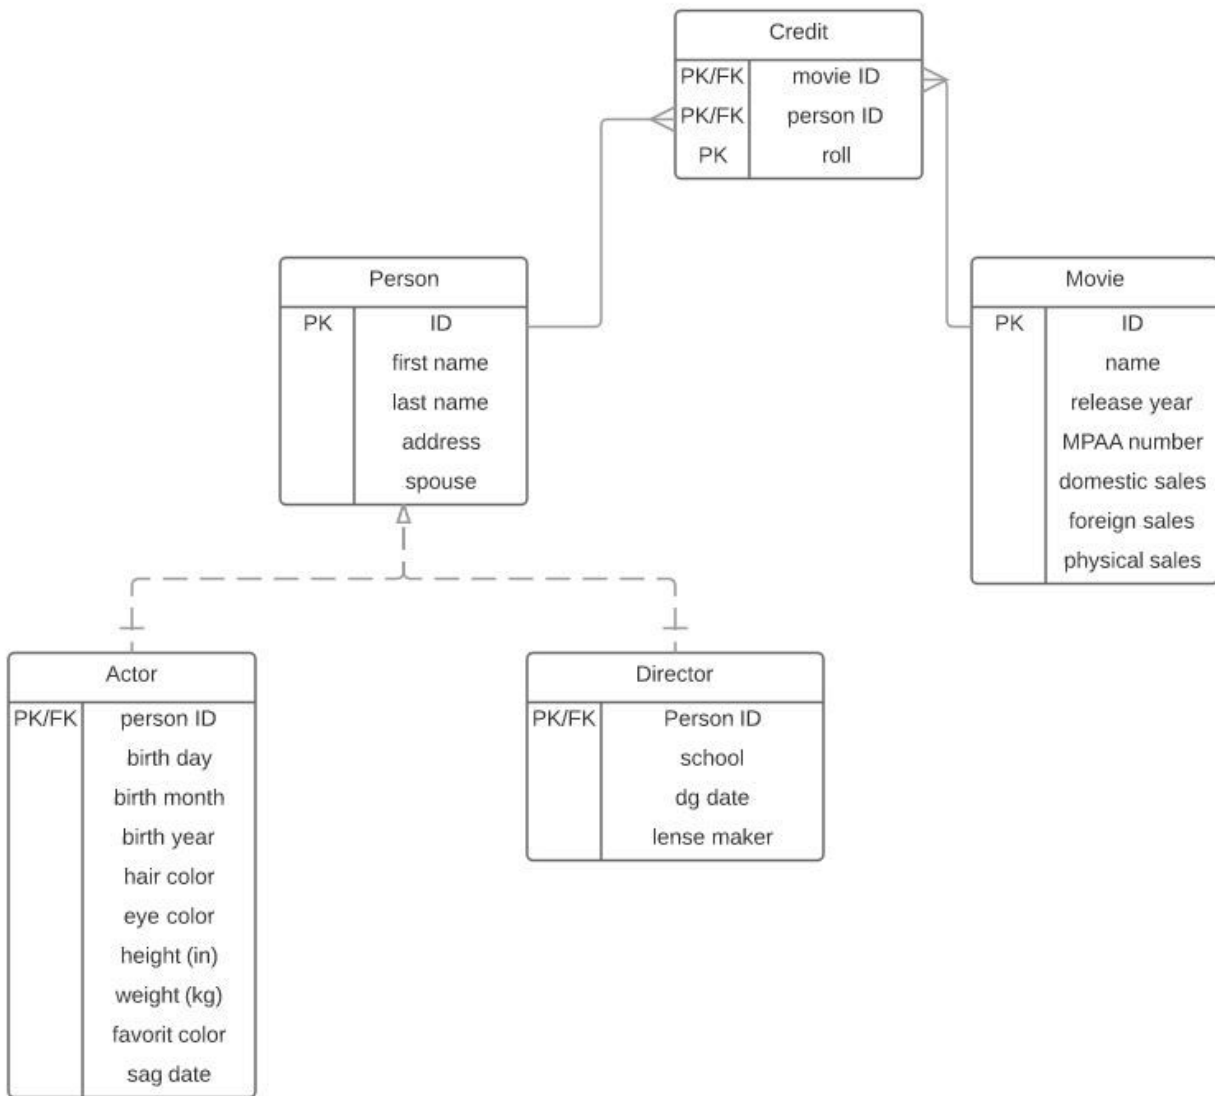 Credit
PK/FK movie ID
PK/FK person ID
PK roll
Person
PK ID
first name
last name
address
spouse
Movie
PK ID
name
release year
MPAA number
domestic sales
foreign sales
physical sales
Actor
PK/FK person ID
birth day
birth month
birth year
hair color
eye color
height (in)
weight (kg)
favorit color
sag date
Director
PK/FK Person ID
school
dg date
lense maker